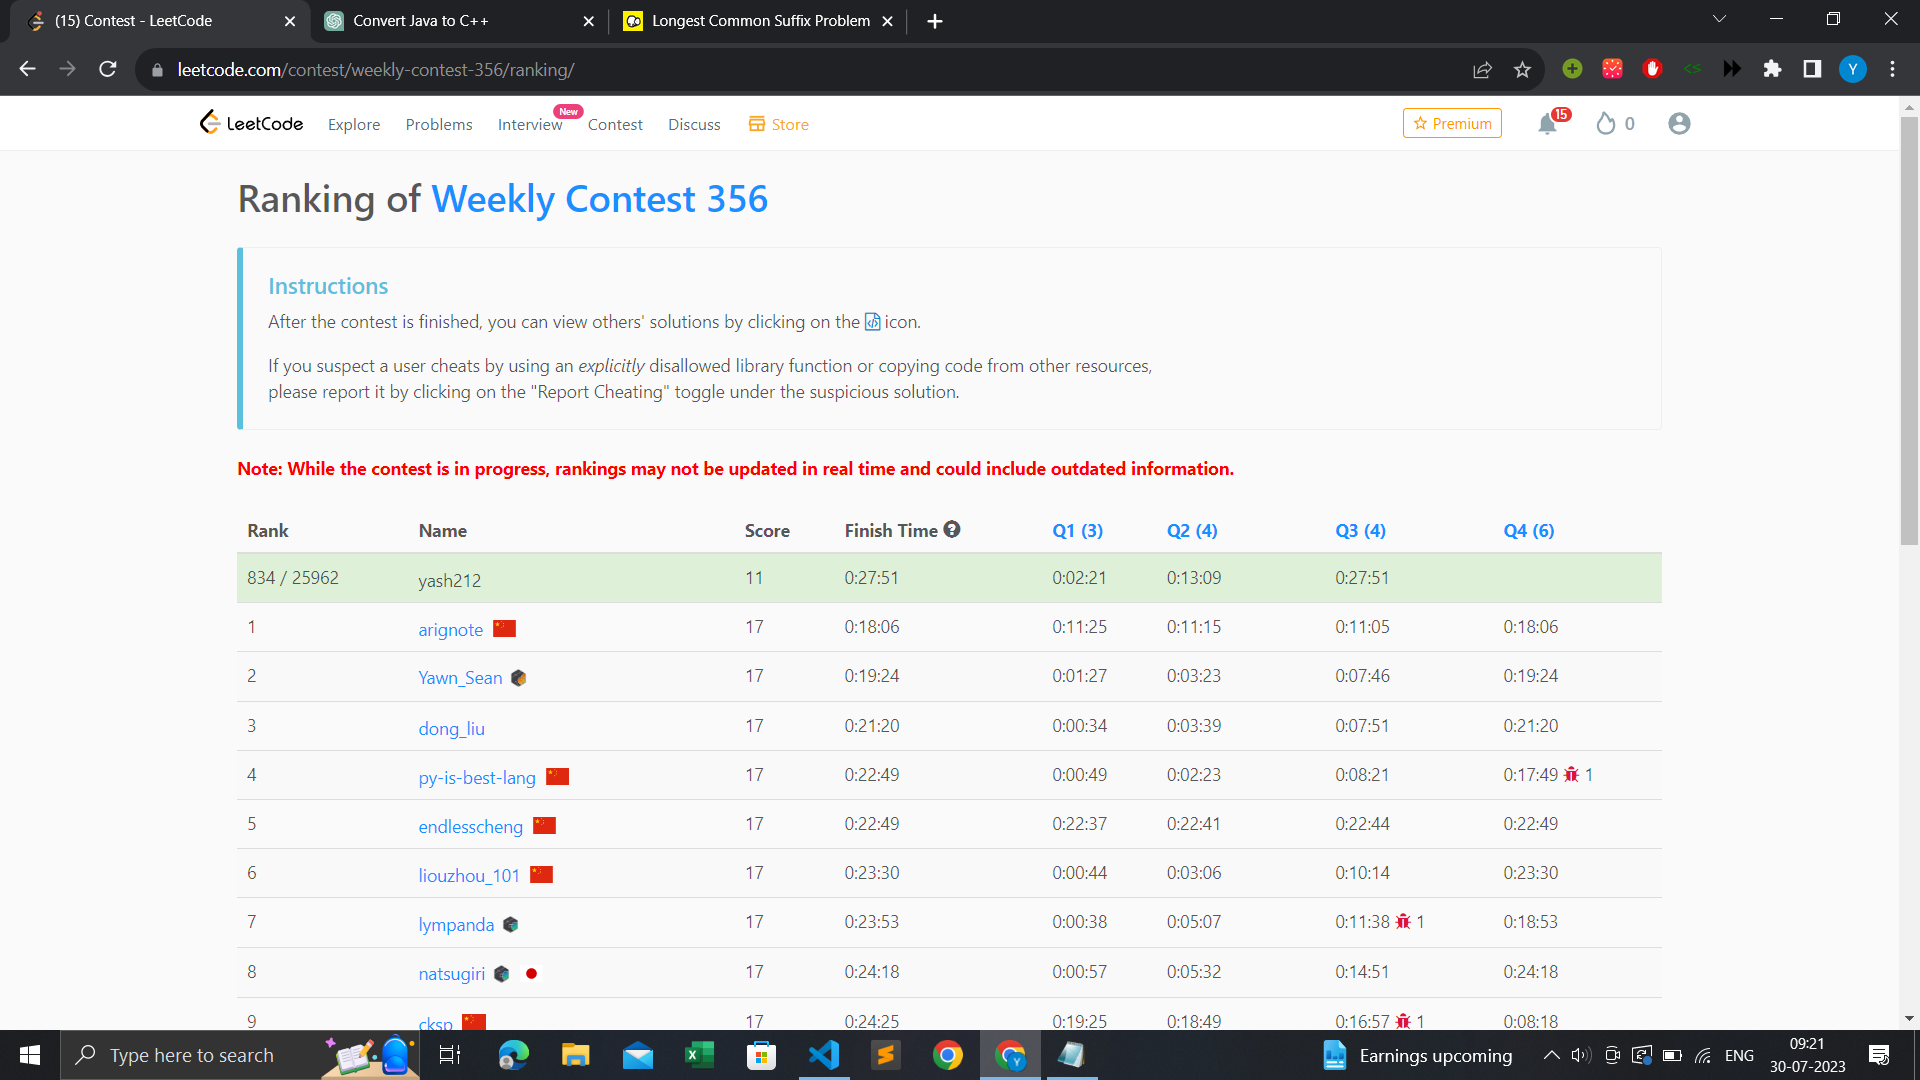 (15) Contest - LeetCode
Convert Java to C++
Longest Common Suffix Problem
leetcode.com/contest/weekly-contest-356/ranking/
Y
LeetCode Explore Problems Interview New Contest Discuss Store Premium 15 0
Ranking of Weekly Contest 356
Instructions
After the contest is finished, you can view others' solutions by clicking on the icon.
If you suspect a user cheats by using an explicitly disallowed library function or copying code from other resources,
please report it by clicking on the "Report Cheating" toggle under the suspicious solution.
Note: While the contest is in progress, rankings may not be updated in real time and could include outdated information.
Rank Name Score Finish Time Q1 (3) Q2 (4) Q3 (4) Q4 (6)
834 / 25962 yash212 11 0:27:51 0:02:21 0:13:09 0:27:51
1 arignote 17 0:18:06 0:11:25 0:11:15 0:11:05 0:18:06
2 Yawn_Sean 17 0:19:24 0:01:27 0:03:23 0:07:46 0:19:24
3 dong_liu 17 0:21:20 0:00:34 0:03:39 0:07:51 0:21:20
4 py-is-best-lang 17 0:22:49 0:00:49 0:02:23 0:08:21 0:17:49 1
5 endlesscheng 17 0:22:49 0:22:37 0:22:41 0:22:44 0:22:49
6 liouzhou_101 17 0:23:30 0:00:44 0:03:06 0:10:14 0:23:30
7 lympanda 17 0:23:53 0:00:38 0:05:07 0:11:38 1 0:18:53
8 natsugiri 17 0:24:18 0:00:57 0:05:32 0:14:51 0:24:18
9 cksp 17 0:24:25 0:19:25 0:18:49 0:16:57 1 0:08:18
Type here to search
Earnings upcoming
ENG
09:21
30-07-2023